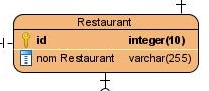 Restaurant
id integer(10)
nom Restaurant varchar(255)